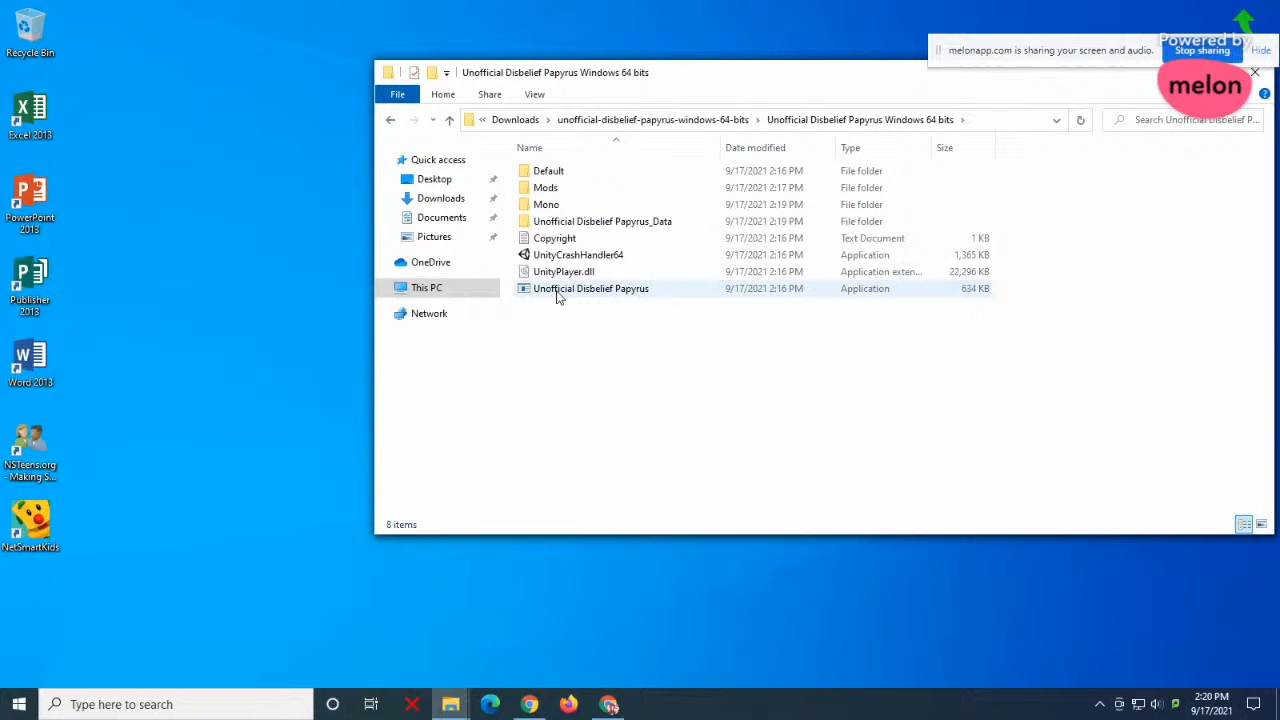 Recycle Bin
Excel 2013
PowerPoint
2013
Publisher
2013
Word 2013
NSTeens.org
- Making S...
NetSmartKids
Powered by
melon
melonapp.com is sharing your screen and audio.
Stop sharing
Hide
Unofficial Disbelief Papyrus Windows 64 bits
File
Home
Share
View
« Downloads › unofficial-disbelief-papyrus-windows-64-bits › Unofficial Disbelief Papyrus Windows 64 bits ›
Search Unofficial Disbelief P...
Quick access
Desktop
Downloads
Documents
Pictures
OneDrive
This PC
Network
Name Date modified Type Size
Default 9/17/2021 2:16 PM File folder
Mods 9/17/2021 2:17 PM File folder
Mono 9/17/2021 2:19 PM File folder
Unofficial Disbelief Papyrus_Data 9/17/2021 2:19 PM File folder
Copyright 9/17/2021 2:16 PM Text Document 1 KB
UnityCrashHandler64 9/17/2021 2:16 PM Application 1,365 KB
UnityPlayer.dll 9/17/2021 2:16 PM Application exten... 22,296 KB
Unofficial Disbelief Papyrus 9/17/2021 2:16 PM Application 634 KB
8 items
Type here to search
2:20 PM
9/17/2021